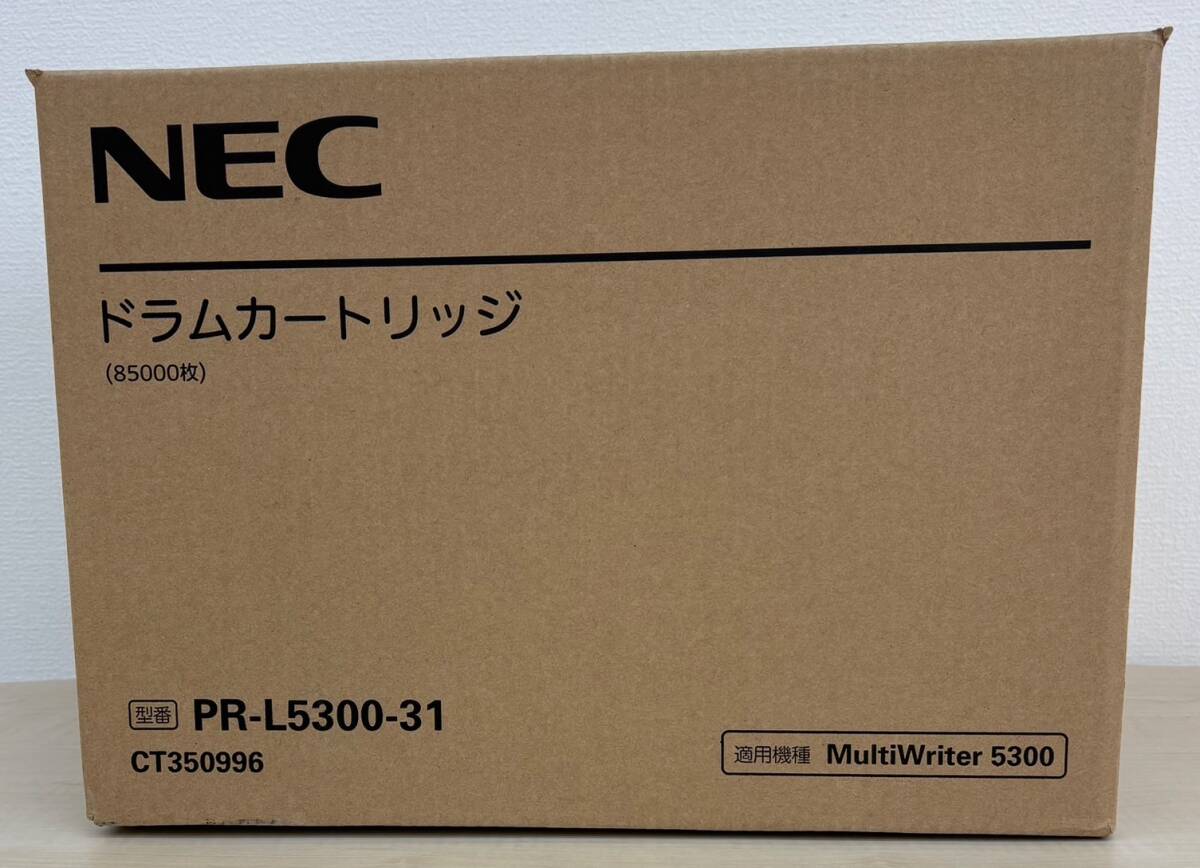 NEC
ドラムカートリッジ
(85000枚)
型番 PR-L5300-31
CT350996
適用機種 MultiWriter 5300